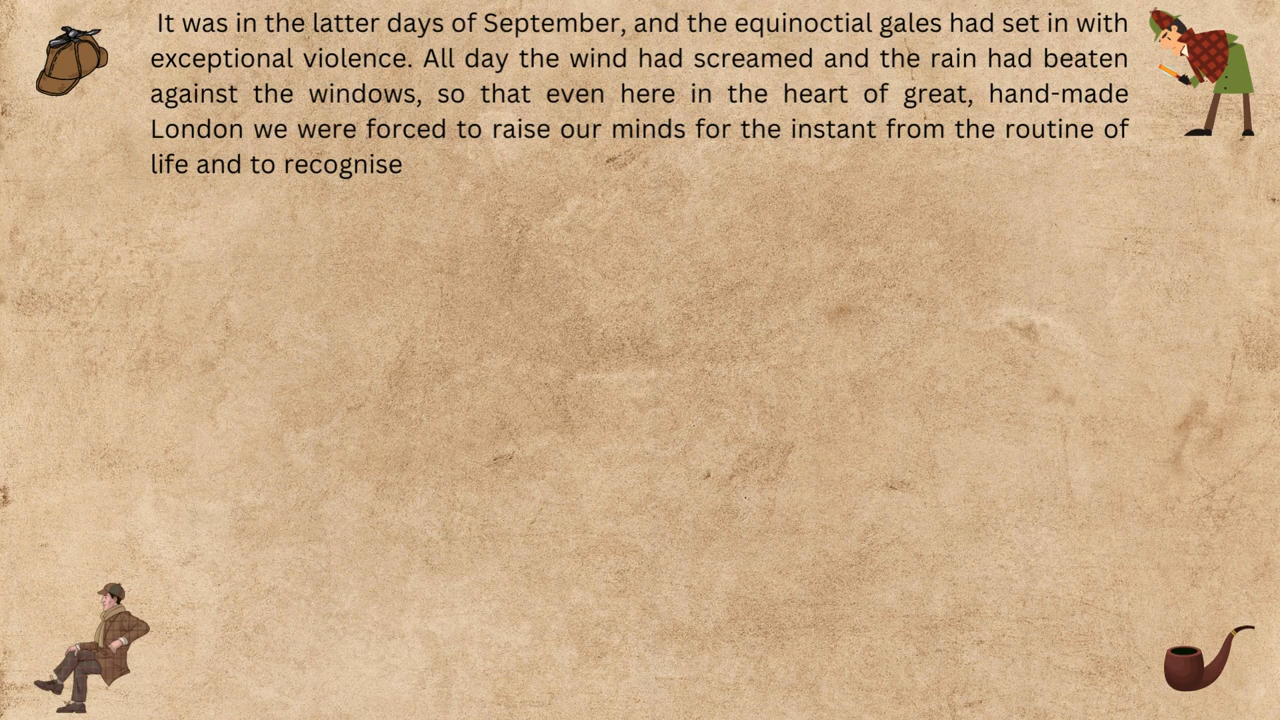 It was in the latter days of September, and the equinoctial gales had set in with
exceptional violence. All day the wind had screamed and the rain had beaten
against the windows, so that even here in the heart of great, hand-made
London we were forced to raise our minds for the instant from the routine of
life and to recognise